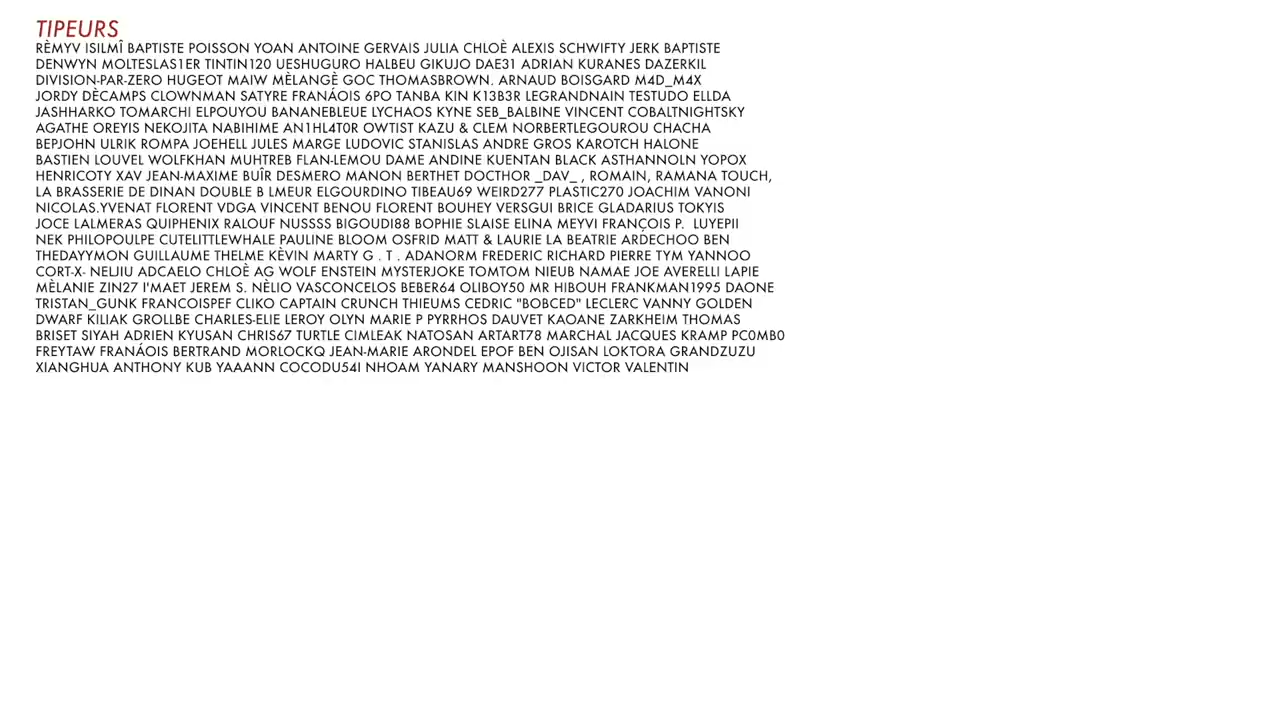 TIPEURS
RÈMYV ISILMÎ BAPTISTE POISSON YOAN ANTOINE GERVAIS JULIA CHLOÈ ALEXIS SCHWIFTY JERK BAPTISTE
DENWYN MOLTESLAS1ER TINTIN120 UESHUGURO HALBEU GIKUJO DAE31 ADRIAN KURANES DAZERKIL
DIVISION-PAR-ZERO HUGEOT MAIW MÈLANGÈ GOC THOMASBROWN. ARNAUD BOISGARD M4D_M4X
JORDY DÈCAMPS CLOWNMAN SATYRE FRANÁOIS 6PO TANBA KIN K13B3R LEGRANDNAIN TESTUDO ELLDA
JASHHARKO TOMARCHI ELPOUYOU BANANEBLEUE LYCHAOS KYNE SEB_BALBINE VINCENT COBALTNIGHTSKY
AGATHE OREYIS NEKOJITA NABIHIME AN1HL4T0R OWTIST KAZU & CLEM NORBERTLEGOUROU CHACHA
BEPJOHN ULRIK ROMPA JOEHELL JULES MARGE LUDOVIC STANISLAS ANDRE GROS KAROTCH HALONE
BASTIEN LOUVEL WOLFKHAN MUHTREB FLAN-LEMOU DAME ANDINE KUENTAN BLACK ASTHANNOLN YOPOX
HENRICOTY XAV JEAN-MAXIME BUÎR DESMERO MANON BERTHET DOCTHOR _DAV_ , ROMAIN, RAMANA TOUCH,
LA BRASSERIE DE DINAN DOUBLE B LMEUR ELGOURDINO TIBEAU69 WEIRD277 PLASTIC270 JOACHIM VANONI
NICOLAS.YVENAT FLORENT VDGA VINCENT BENOU FLORENT BOUHEY VERSGUI BRICE GLADARIUS TOKYIS
JOCE LALMERAS QUIPHENIX RALOUF NUSSSS BIGOUDI88 BOPHIE SLAISE ELINA MEYVI FRANÇOIS P. LUYEPII
NEK PHILOPOULPE CUTELITTLEWHALE PAULINE BLOOM OSFRID MATT & LAURIE LA BEATRIE ARDECHOO BEN
THEDAYYMON GUILLAUME THELME KÈVIN MARTY G . T . ADANORM FREDERIC RICHARD PIERRE TYM YANNOO
CORT-X- NELJIU ADCAELO CHLOÈ AG WOLF ENSTEIN MYSTERJOKE TOMTOM NIEUB NAMAE JOE AVERELLI LAPIE
MÈLANIE ZIN27 I'MAET JEREM S. NÈLIO VASCONCELOS BEBER64 OLIBOY50 MR HIBOUH FRANKMAN1995 DAONE
TRISTAN_GUNK FRANCOISPEF CLIKO CAPTAIN CRUNCH THIEUMS CEDRIC "BOBCED" LECLERC VANNY GOLDEN
DWARF KILIAK GROLLBE CHARLES-ELIE LEROY OLYN MARIE P PYRRHOS DAUVET KAOANE ZARKHEIM THOMAS
BRISET SIYAH ADRIEN KYUSAN CHRIS67 TURTLE CIMLEAK NATOSAN ARTART78 MARCHAL JACQUES KRAMP PC0MB0
FREYTAW FRANÁOIS BERTRAND MORLOCKQ JEAN-MARIE ARONDEL EPOF BEN OJISAN LOKTORA GRANDZUZU
XIANGHUA ANTHONY KUB YAAANN COCODU54I NHOAM YANARY MANSHOON VICTOR VALENTIN